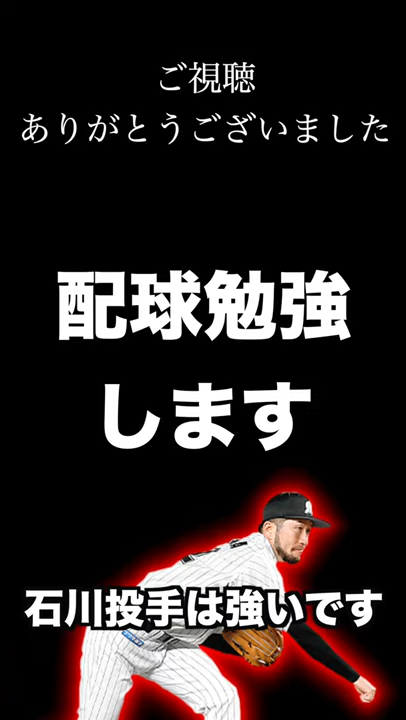 ご視聴
ありがとうございました
配球勉強
します
石川投手は強いです